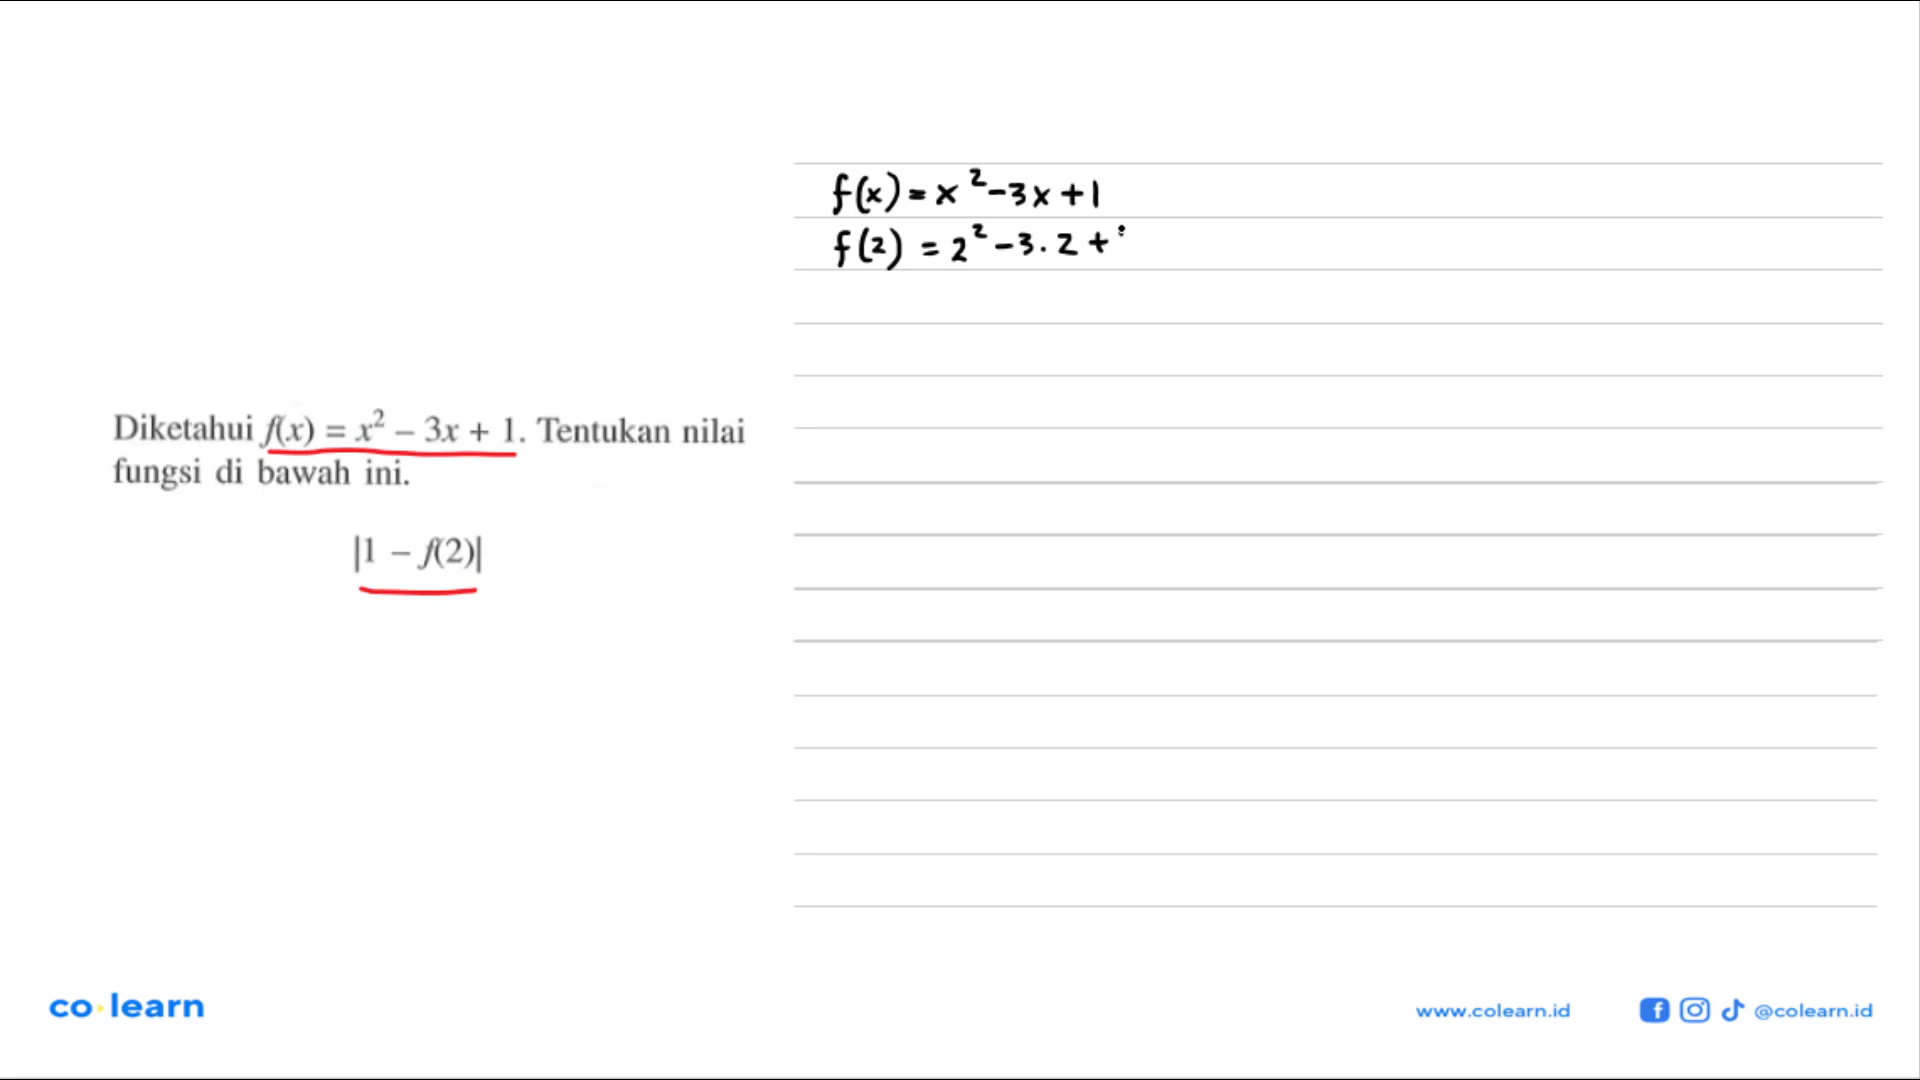 f(x) = x² - 3x + 1
f(2) = 2² - 3 . 2 +
Diketahui f(x) = x² – 3x + 1. Tentukan nilai
fungsi di bawah ini.
|1 – f(2)|
co·learn
www.colearn.id
@colearn.id